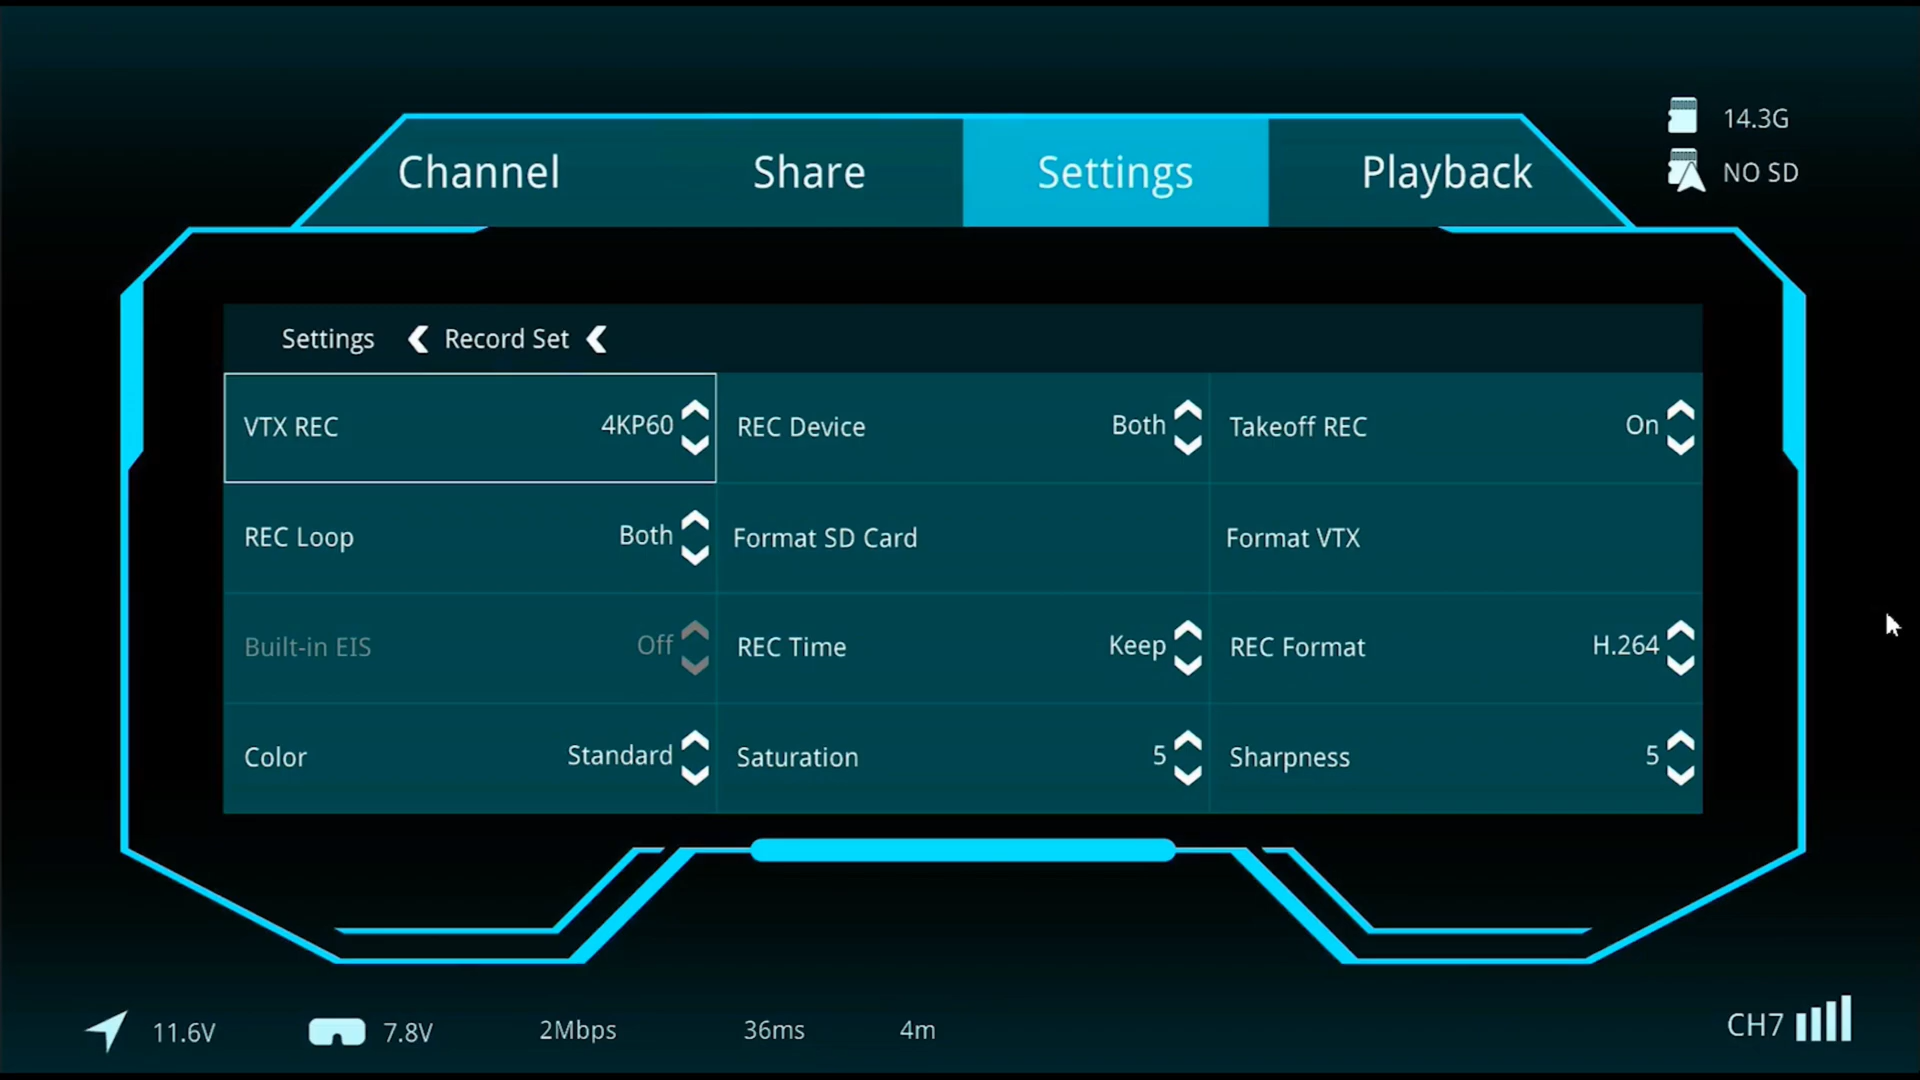 Channel Share Settings Playback
14.3G
NO SD
Settings Record Set
VTX REC 4KP60 REC Device Both Takeoff REC On
REC Loop Both Format SD Card Format VTX
Built-in EIS Off REC Time Keep REC Format H.264
Color Standard Saturation 5 Sharpness 5
11.6V 7.8V 2Mbps 36ms 4m CH7